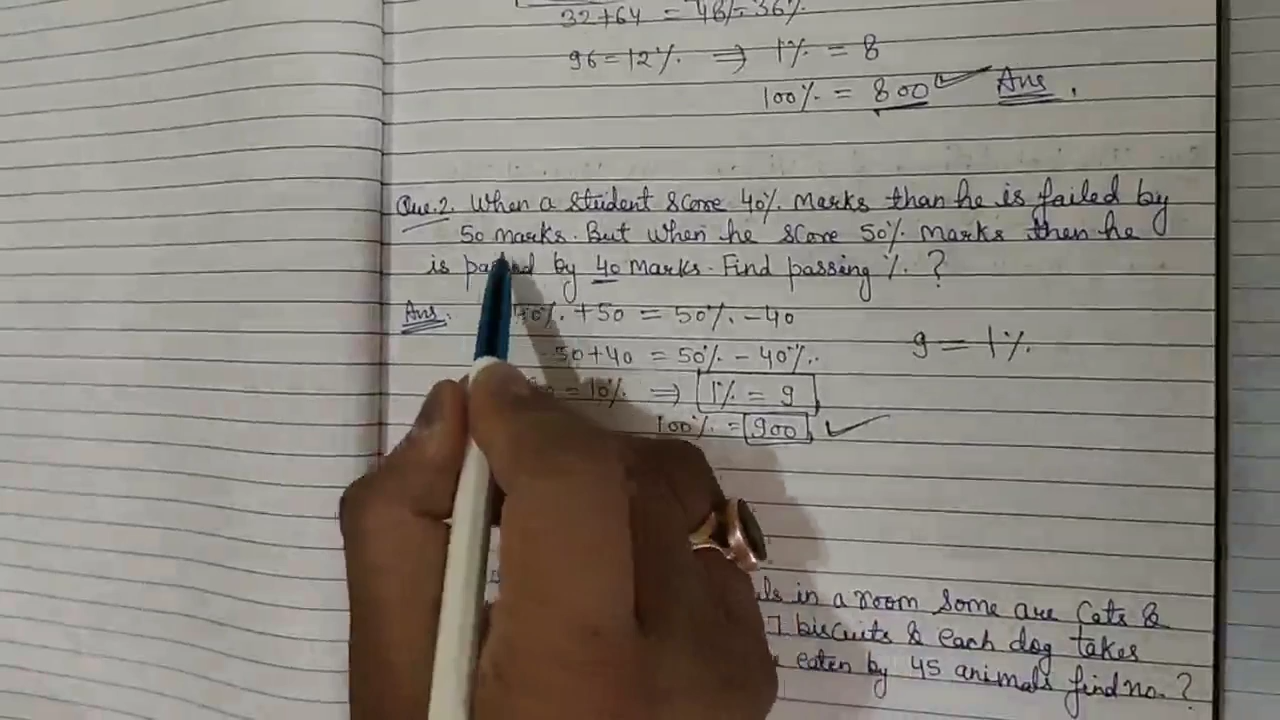 32+64 = 48%-36%
96=12% ⇒ 1% = 8
100% = 800 ✓ Ans.
Que.2. When a student score 40% Marks than he is failed by
50 marks. But when he score 50% marks then he
is by 40 marks. Find passing %. ?
Ans. 40% +50 = 50%-40
50+40 = 50%-40%.
= 10% ⇒ 1% = 9
9 = 1%.
100% = 900 ✓
in a room some are Cats &
7 biscuits & each dog takes
eaten by 45 animals find no. ?